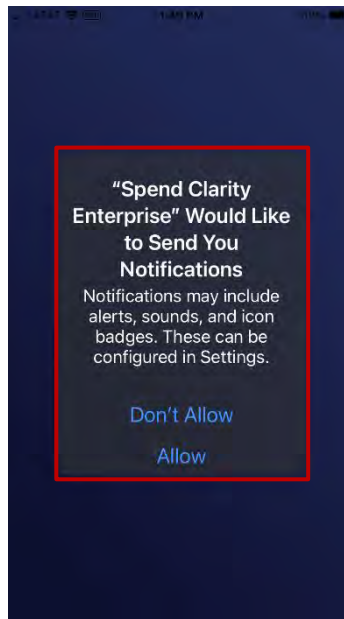 “Spend Clarity
Enterprise” Would Like
to Send You
Notifications
Notifications may include
alerts, sounds, and icon
badges. These can be
configured in Settings.
Don’t Allow
Allow